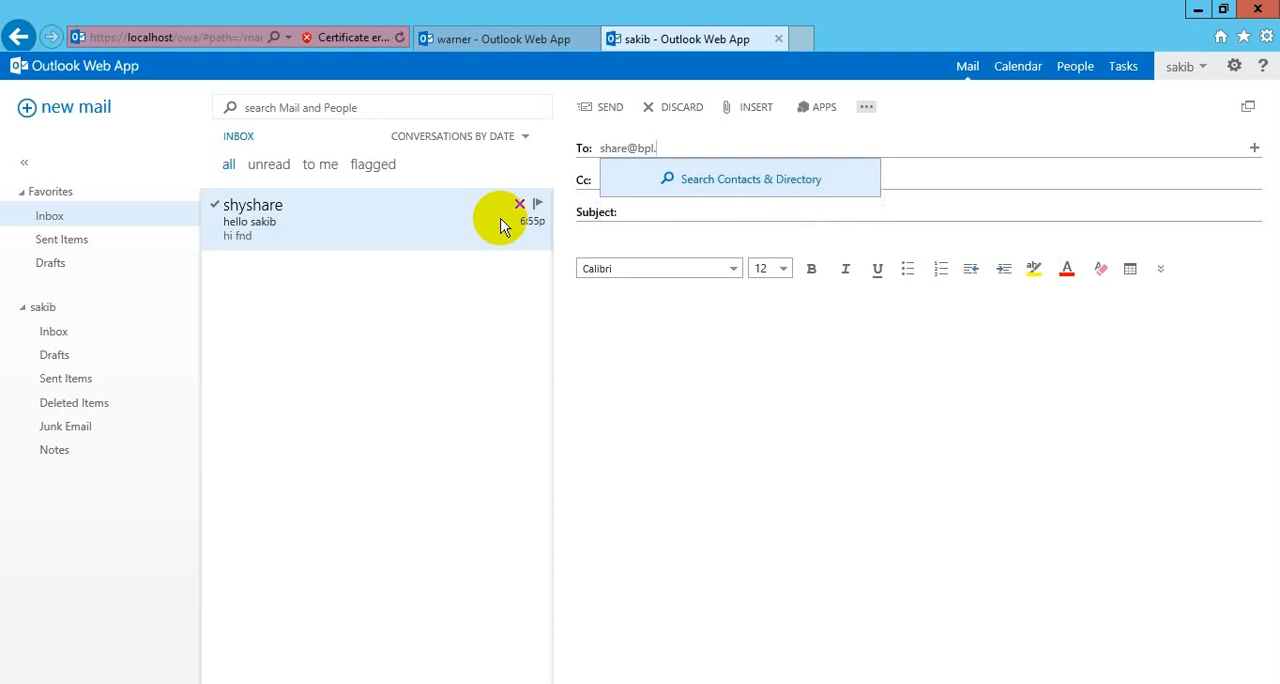 https://localhost/owa/#path=/mai
Certificate er...
warner - Outlook Web App
sakib - Outlook Web App
Outlook Web App
Mail
Calendar
People
Tasks
sakib
?
new mail
search Mail and People
INBOX
CONVERSATIONS BY DATE
all unread to me flagged
Favorites
Inbox
Sent Items
Drafts
sakib
Inbox
Drafts
Sent Items
Deleted Items
Junk Email
Notes
shyshare
hello sakib
6:55p
hi fnd
SEND
DISCARD
INSERT
APPS
To: share@bpl.
Search Contacts & Directory
Cc:
Subject:
Calibri
12
B
I
U